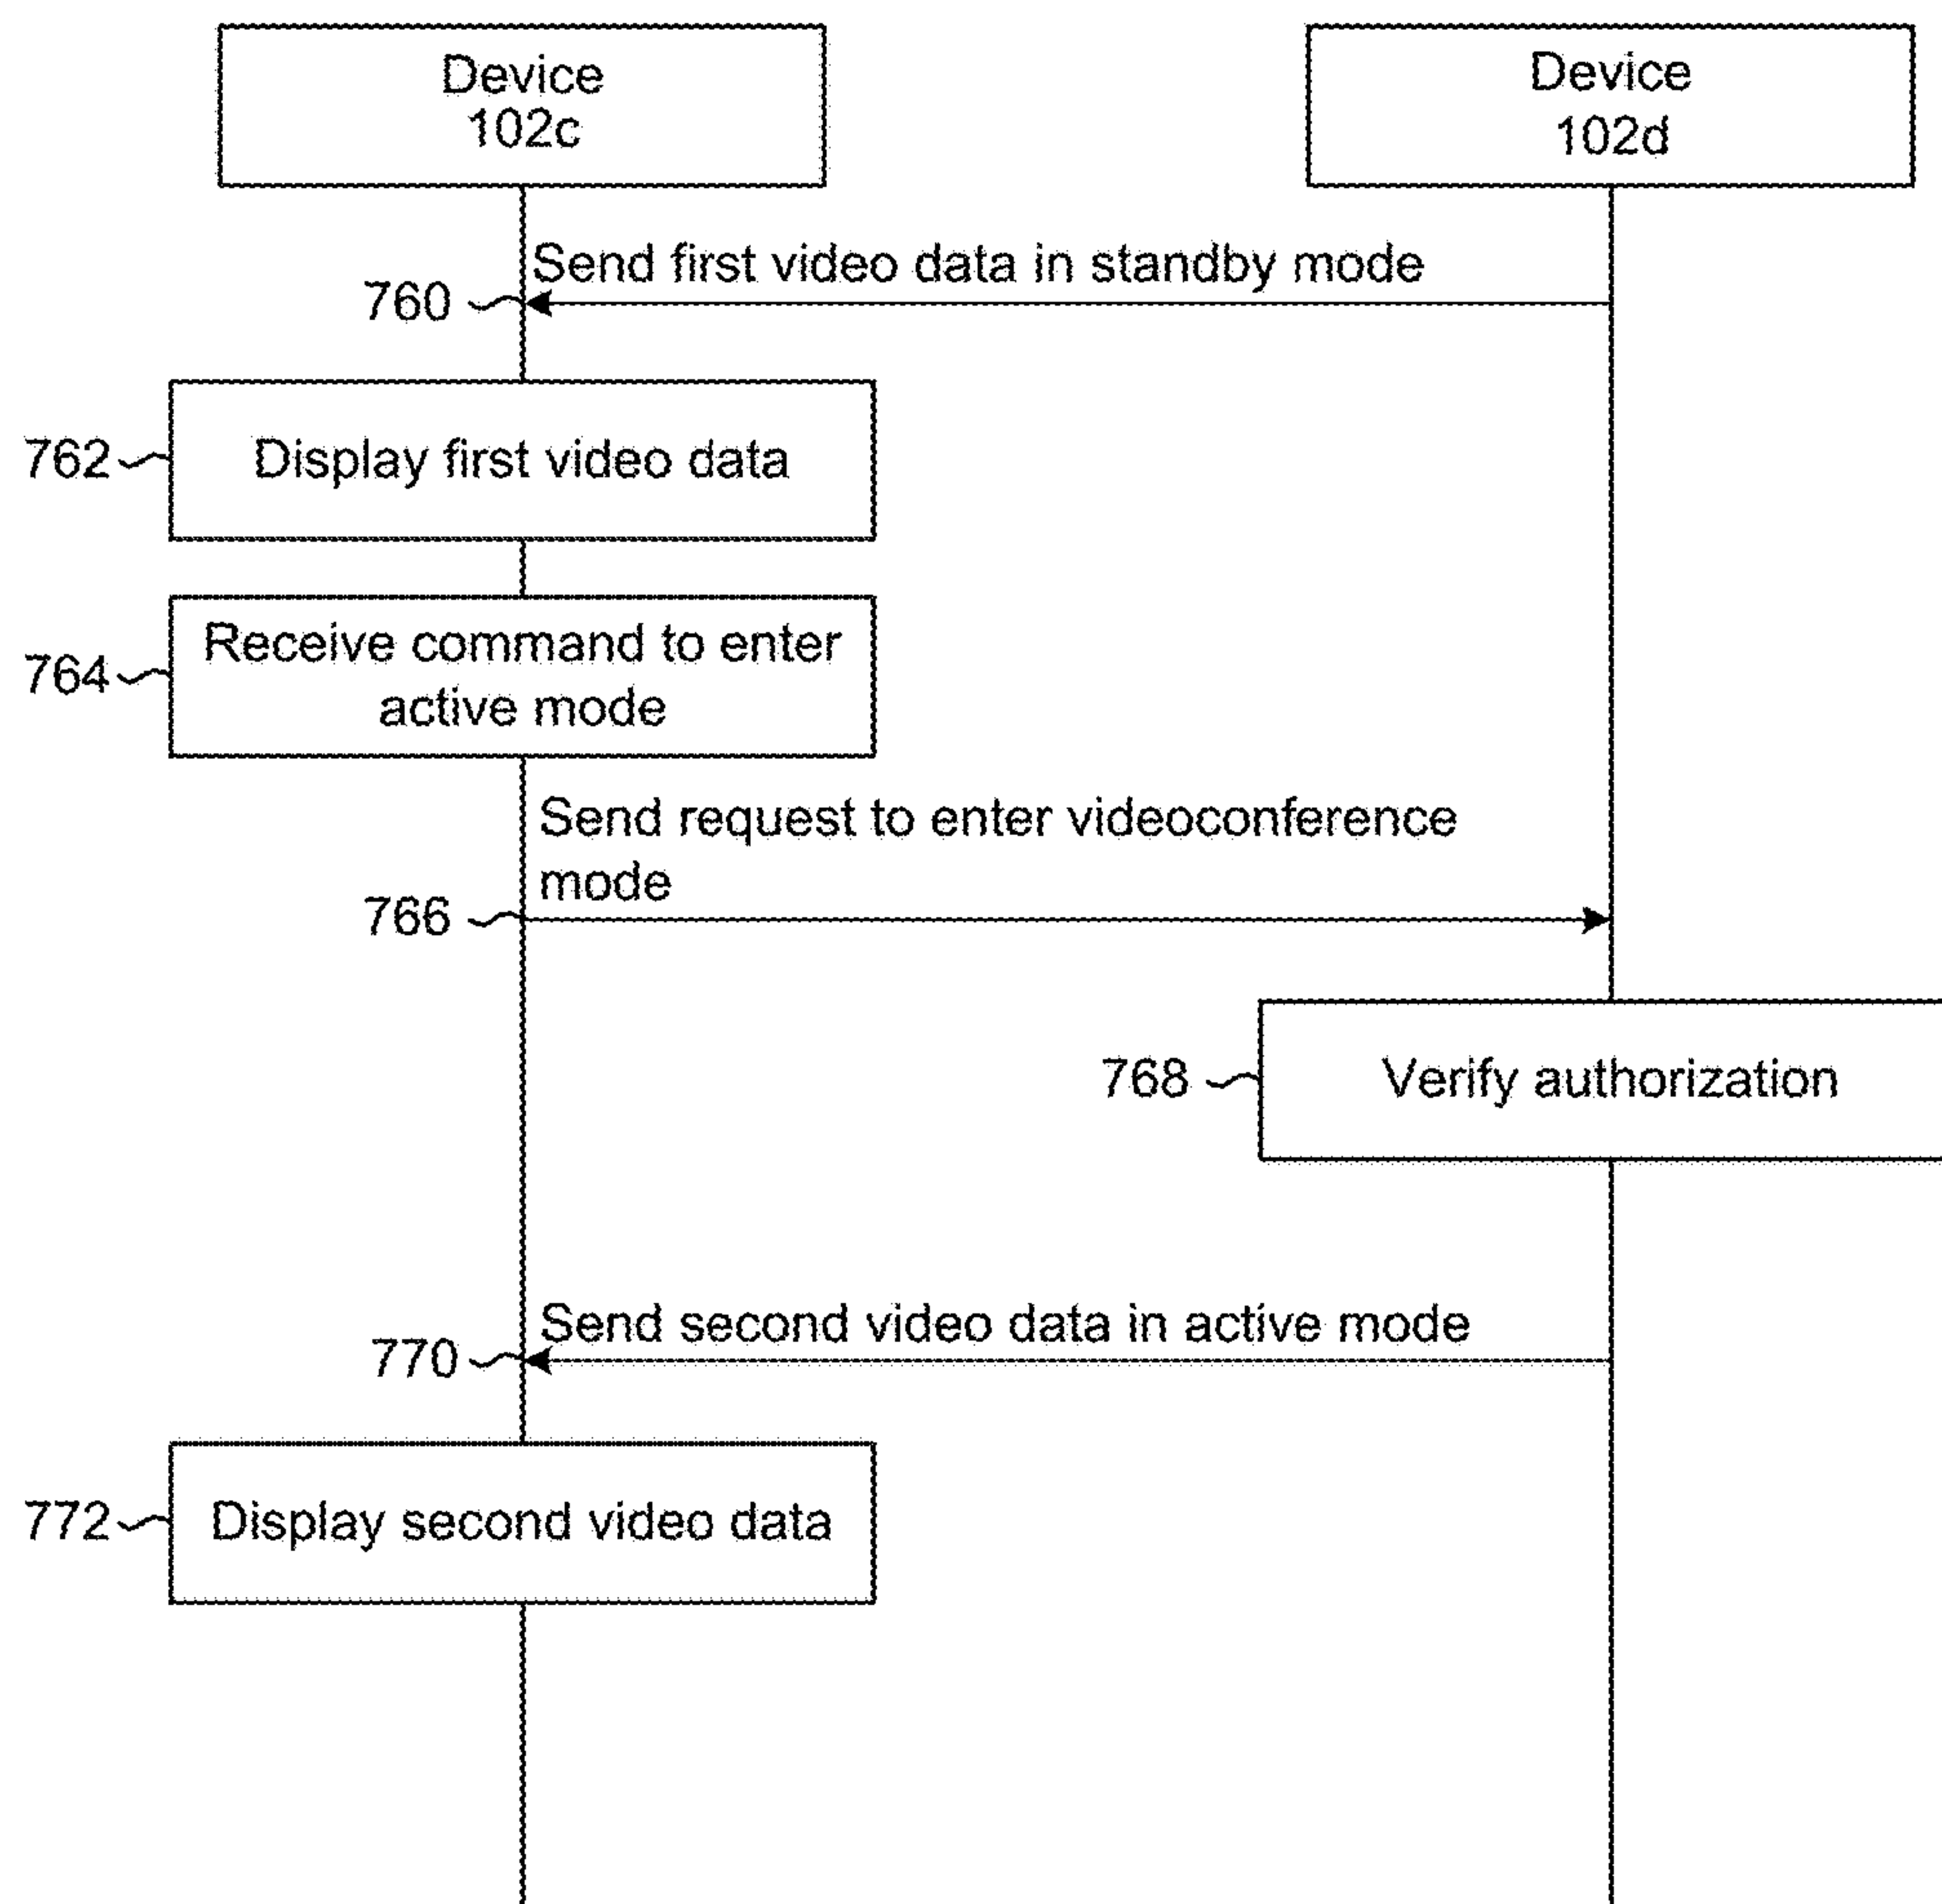 Device
102c
Device
102d
Send first video data in standby mode
760
762
Display first video data
764
Receive command to enter
active mode
Send request to enter videoconference
mode
766
768
Verify authorization
Send second video data in active mode
770
772
Display second video data